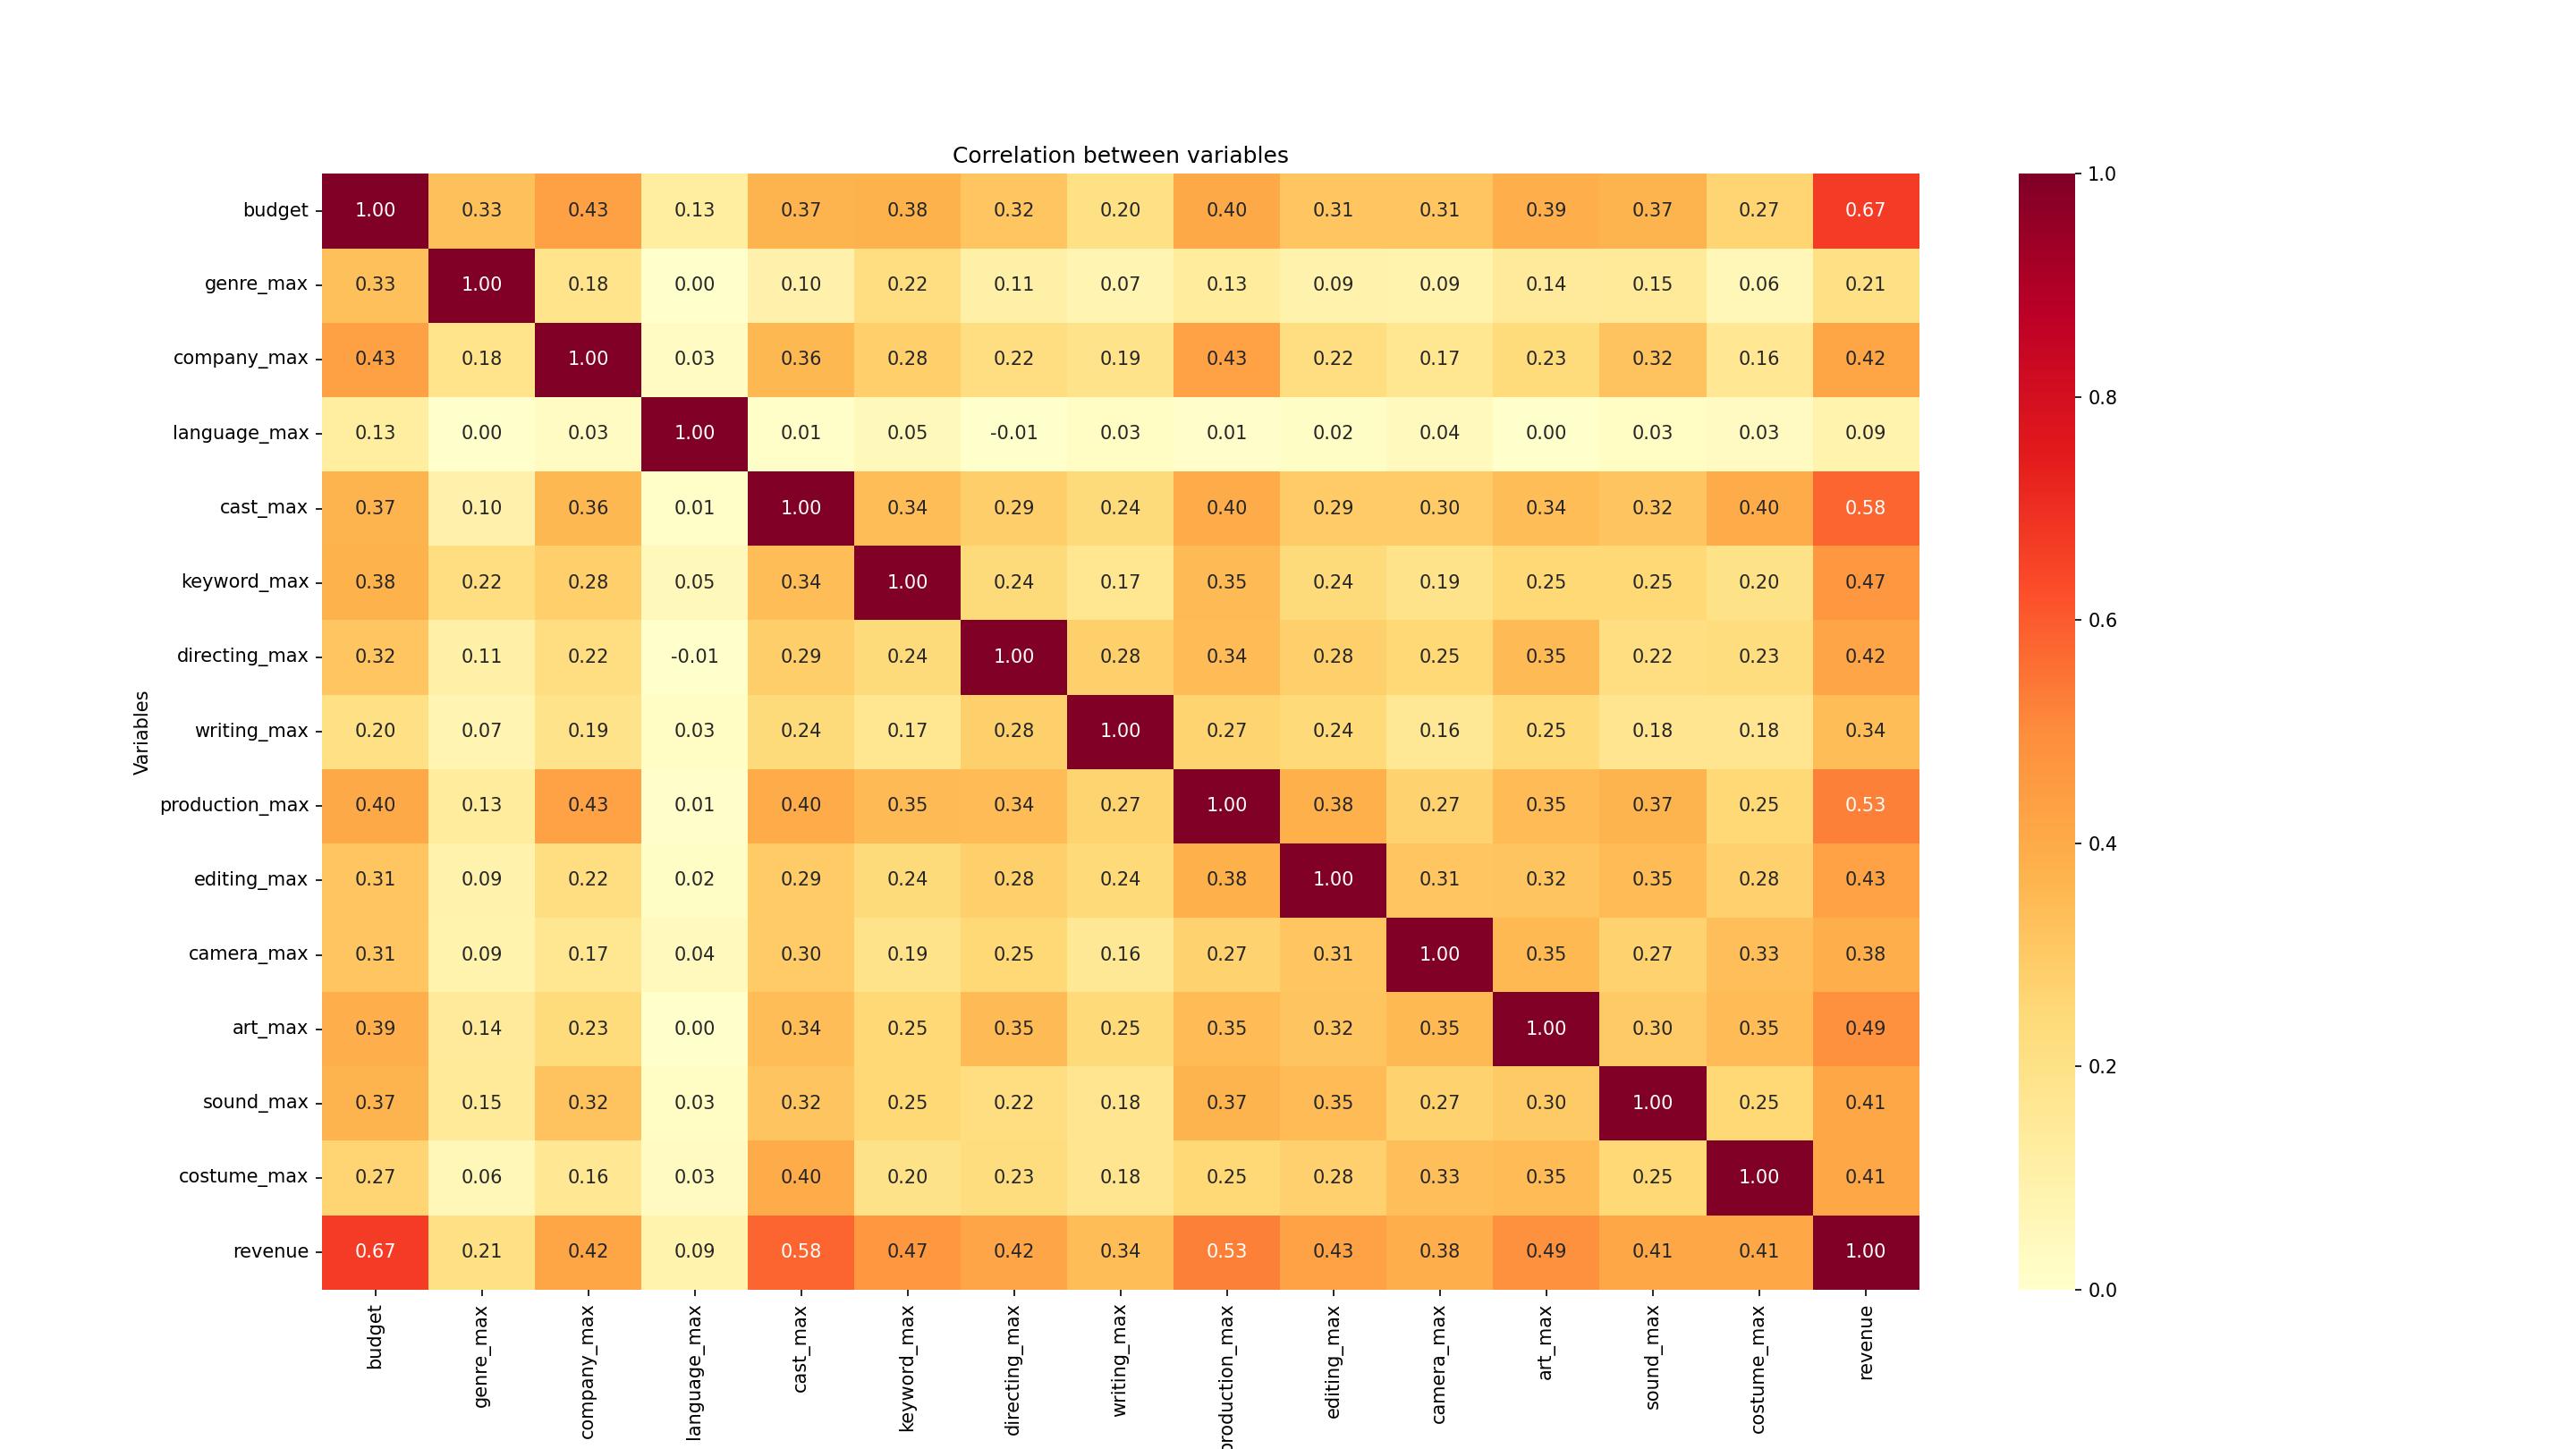 Correlation between variables
budget 1.00 0.33 0.43 0.13 0.37 0.38 0.32 0.20 0.40 0.31 0.31 0.39 0.37 0.27 0.67
genre_max 0.33 1.00 0.18 0.00 0.10 0.22 0.11 0.07 0.13 0.09 0.09 0.14 0.15 0.06 0.21
company_max 0.43 0.18 1.00 0.03 0.36 0.28 0.22 0.19 0.43 0.22 0.17 0.23 0.32 0.16 0.42
language_max 0.13 0.00 0.03 1.00 0.01 0.05 -0.01 0.03 0.01 0.02 0.04 0.00 0.03 0.03 0.09
cast_max 0.37 0.10 0.36 0.01 1.00 0.34 0.29 0.24 0.40 0.29 0.30 0.34 0.32 0.40 0.58
keyword_max 0.38 0.22 0.28 0.05 0.34 1.00 0.24 0.17 0.35 0.24 0.19 0.25 0.25 0.20 0.47
directing_max 0.32 0.11 0.22 -0.01 0.29 0.24 1.00 0.28 0.34 0.28 0.25 0.35 0.22 0.23 0.42
writing_max 0.20 0.07 0.19 0.03 0.24 0.17 0.28 1.00 0.27 0.24 0.16 0.25 0.18 0.18 0.34
production_max 0.40 0.13 0.43 0.01 0.40 0.35 0.34 0.27 1.00 0.38 0.27 0.35 0.37 0.25 0.53
editing_max 0.31 0.09 0.22 0.02 0.29 0.24 0.28 0.24 0.38 1.00 0.31 0.32 0.35 0.28 0.43
camera_max 0.31 0.09 0.17 0.04 0.30 0.19 0.25 0.16 0.27 0.31 1.00 0.35 0.27 0.33 0.38
art_max 0.39 0.14 0.23 0.00 0.34 0.25 0.35 0.25 0.35 0.32 0.35 1.00 0.30 0.35 0.49
sound_max 0.37 0.15 0.32 0.03 0.32 0.25 0.22 0.18 0.37 0.35 0.27 0.30 1.00 0.25 0.41
costume_max 0.27 0.06 0.16 0.03 0.40 0.20 0.23 0.18 0.25 0.28 0.33 0.35 0.25 1.00 0.41
revenue 0.67 0.21 0.42 0.09 0.58 0.47 0.42 0.34 0.53 0.43 0.38 0.49 0.41 0.41 1.00
Variables
budget
genre_max
company_max
language_max
cast_max
keyword_max
directing_max
writing_max
production_max
editing_max
camera_max
art_max
sound_max
costume_max
revenue
1.0
0.8
0.6
0.4
0.2
0.0